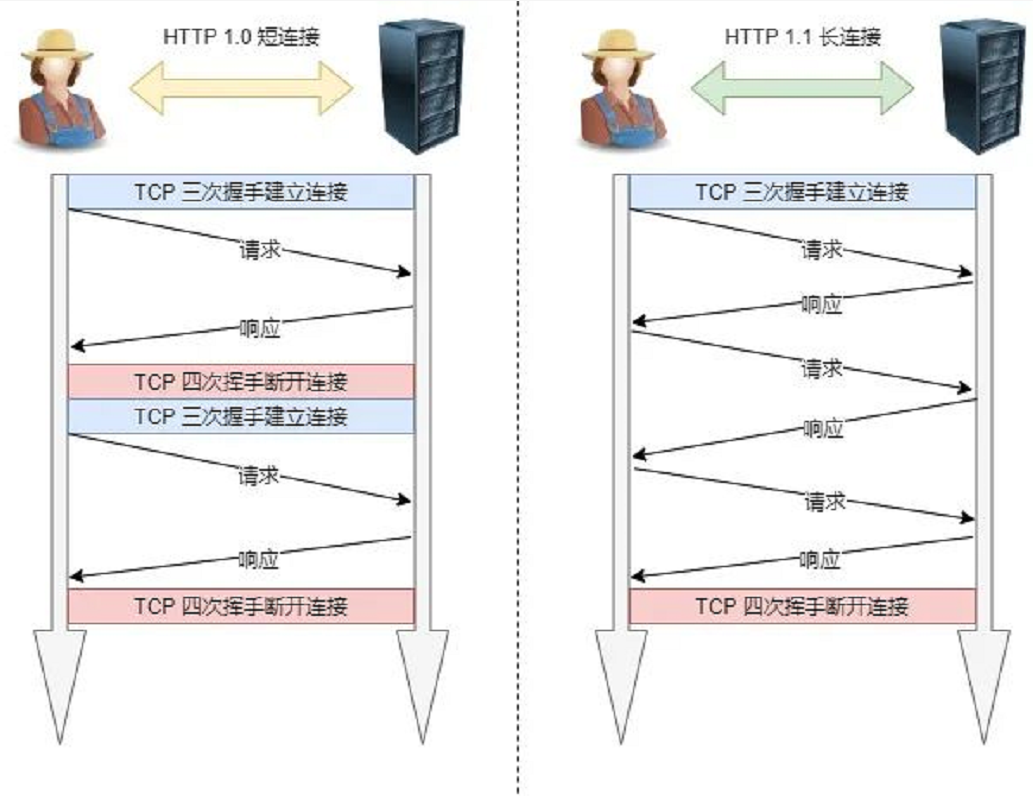 HTTP 1.0 短连接
TCP 三次握手建立连接
请求
响应
TCP 四次挥手断开连接
TCP 三次握手建立连接
请求
响应
TCP 四次挥手断开连接
HTTP 1.1 长连接
TCP 三次握手建立连接
请求
响应
请求
响应
请求
响应
TCP 四次挥手断开连接